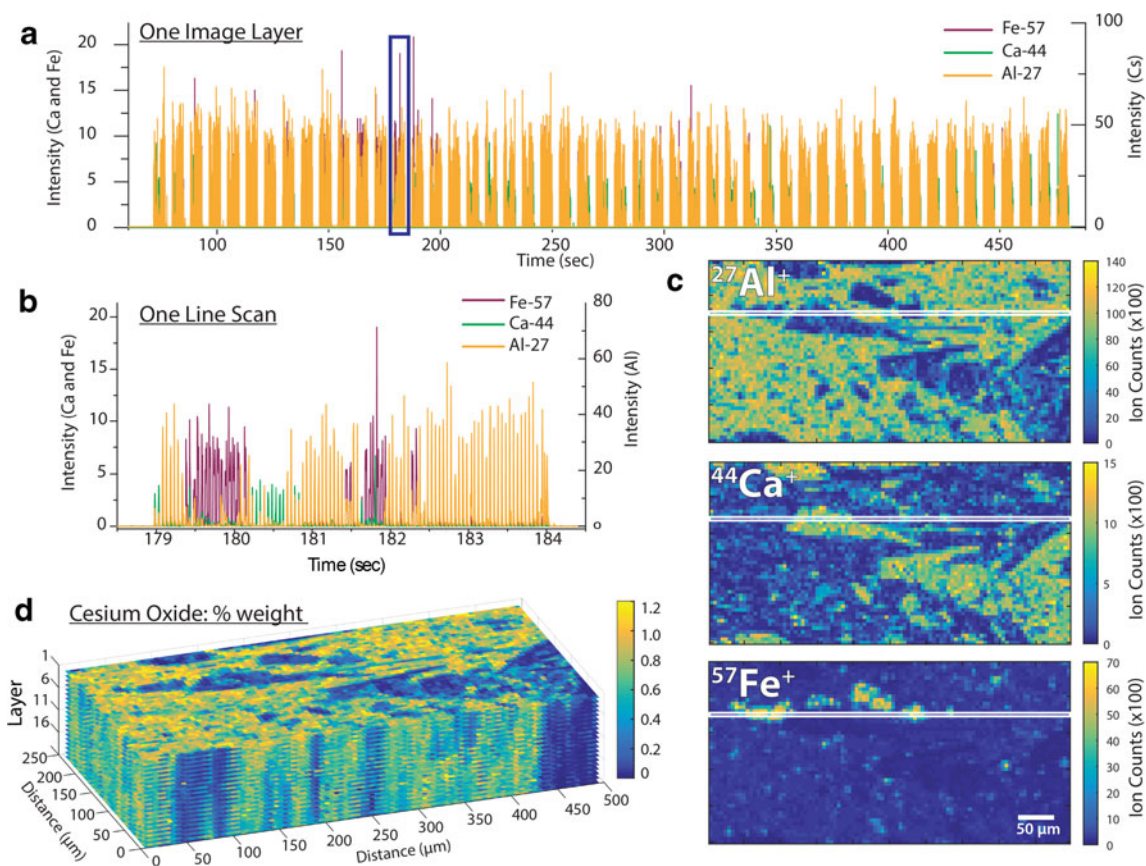 a
One Image Layer
Fe-57
Ca-44
Al-27
Intensity (Ca and Fe)
20
15
10
5
0
100
50
0
Intensity (Cs)
100
150
200
250
300
350
400
450
Time (sec)
b
One Line Scan
Fe-57
Ca-44
Al-27
Intensity (Ca and Fe)
20
15
10
5
0
80
60
40
20
0
Intensity (Al)
179
180
181
182
183
184
Time (sec)
c
27Al+
140
120
100
80
60
40
20
0
Ion Counts (x100)
44Ca+
15
10
5
0
Ion Counts (x100)
57Fe+
50 µm
70
60
50
40
30
20
10
0
Ion Counts (x100)
d
Cesium Oxide: % weight
1.2
1.0
0.8
0.6
0.4
0.2
0
Layer
1
6
11
16
250
200
150
100
50
0
Distance (µm)
0
50
100
150
200
250
300
350
400
450
500
Distance (µm)